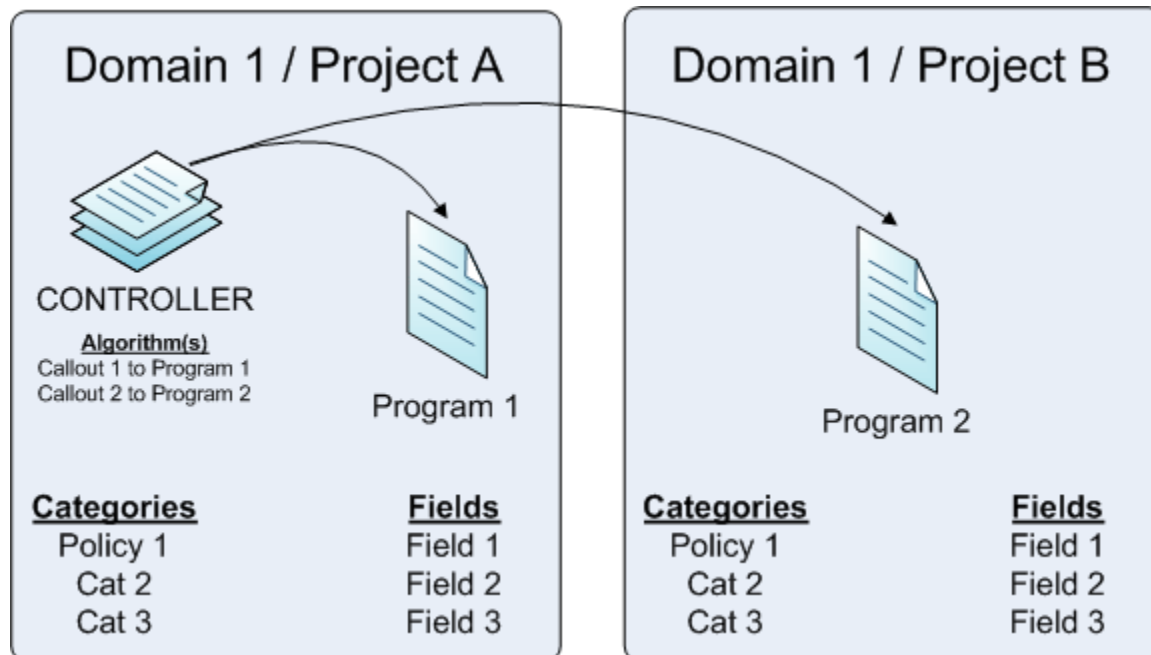 Domain 1 / Project A
CONTROLLER
Algorithm(s)
Callout 1 to Program 1
Callout 2 to Program 2
Program 1
Categories Fields
Policy 1 Field 1
Cat 2 Field 2
Cat 3 Field 3
Domain 1 / Project B
Program 2
Categories Fields
Policy 1 Field 1
Cat 2 Field 2
Cat 3 Field 3